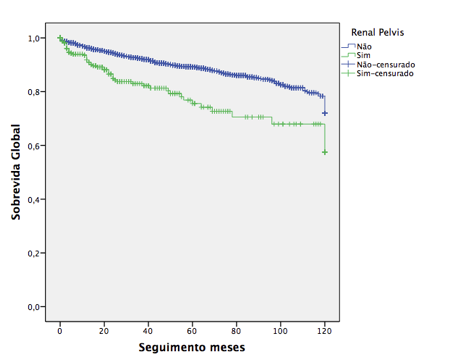 Renal Pelvis
Não
Sim
Não-censurado
Sim-censurado
Sobrevida Global
1,0
0,8
0,6
0,4
0,2
0,0
0 20 40 60 80 100 120
Seguimento meses